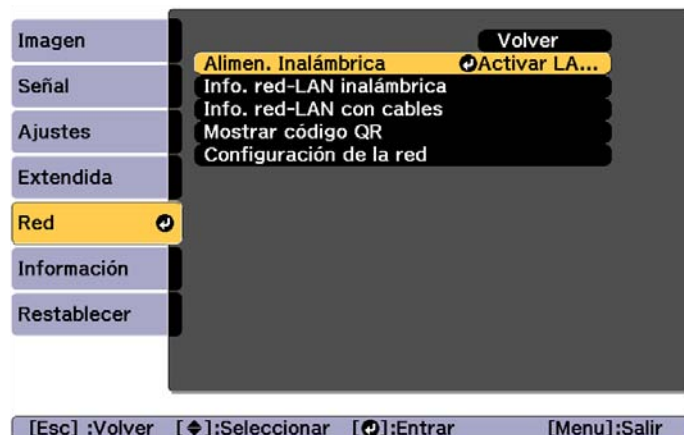 Imagen
Señal
Ajustes
Extendida
Red
Información
Restablecer
Volver
Alimen. Inalámbrica Activar LA...
Info. red-LAN inalámbrica
Info. red-LAN con cables
Mostrar código QR
Configuración de la red
[Esc] :Volver [ ]:Seleccionar [ ]:Entrar [Menu]:Salir